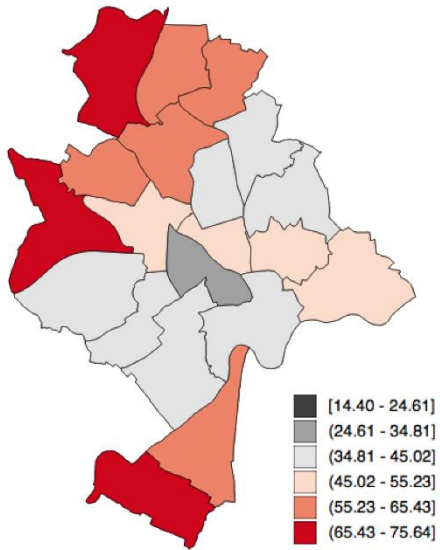 [14.40 - 24.61]
(24.61 - 34.81]
(34.81 - 45.02]
(45.02 - 55.23]
(55.23 - 65.43]
(65.43 - 75.64]